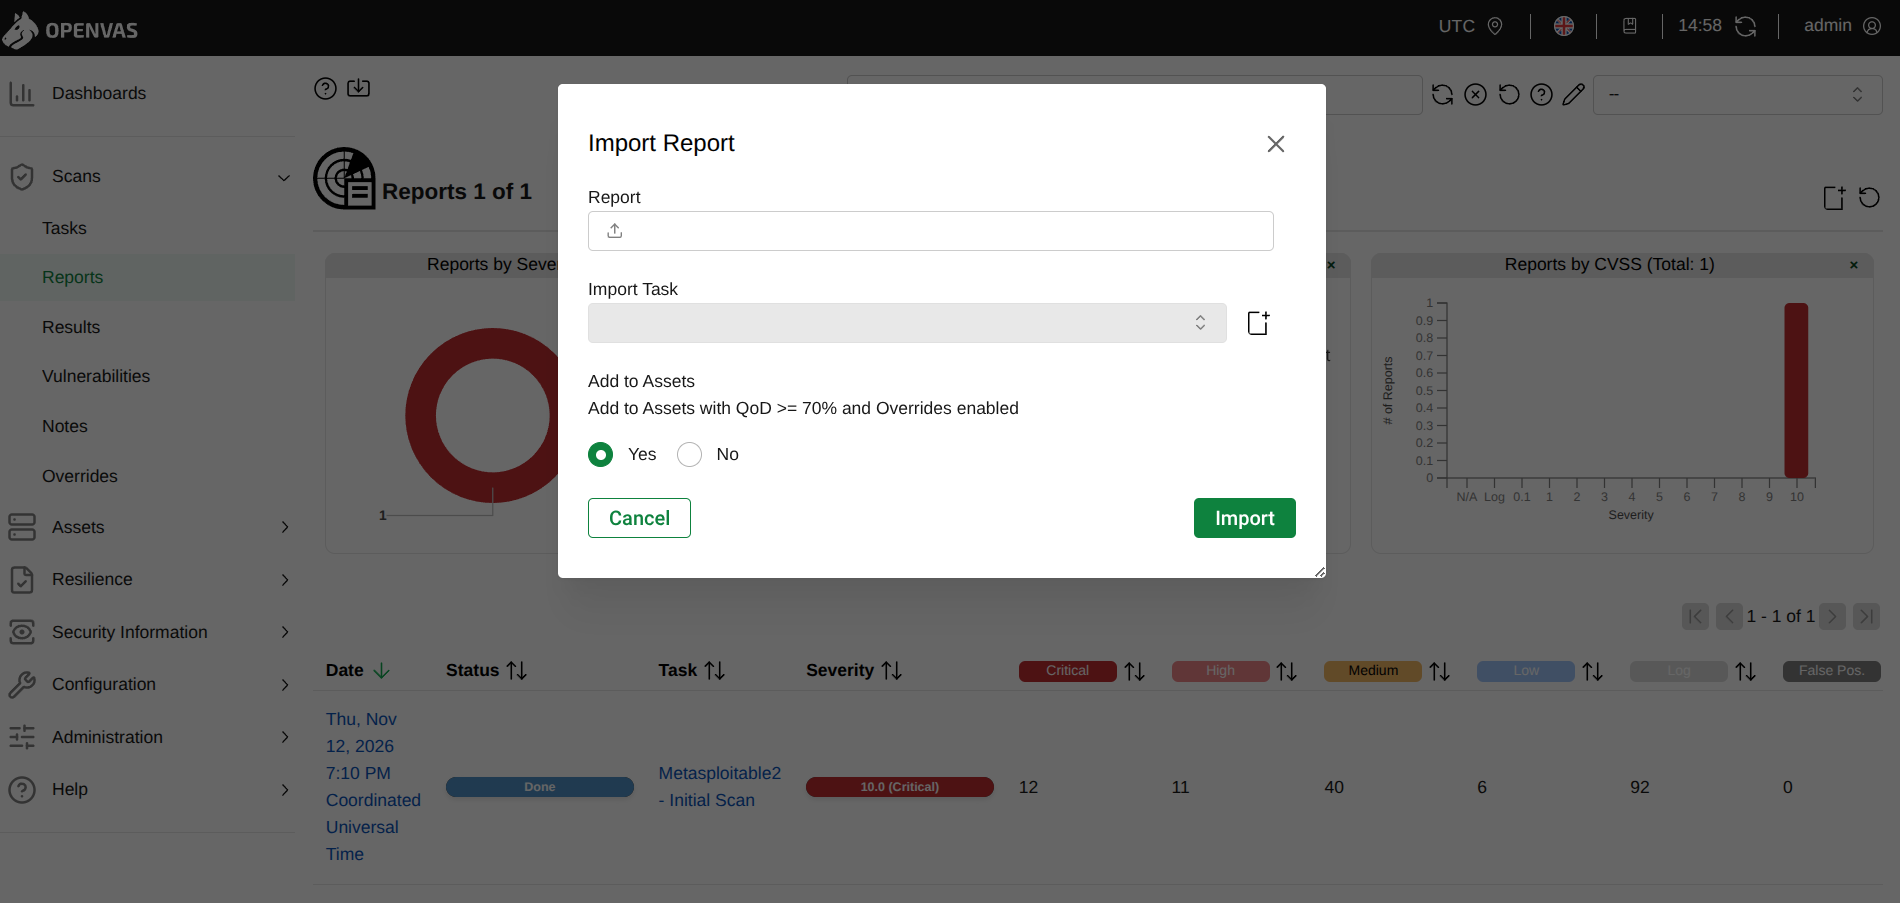 OPENVAS
UTC
14:58
admin
Dashboards
Scans
Tasks
Reports
Results
Vulnerabilities
Notes
Overrides
Assets
Resilience
Security Information
Configuration
Administration
Help
--
Reports 1 of 1
Reports by Seve
1
t
Reports by CVSS (Total: 1)
×
×
# of Reports
1
0.9
0.8
0.7
0.6
0.5
0.4
0.3
0.2
0.1
0
N/A Log 0.1 1 2 3 4 5 6 7 8 9 10
Severity
Import Report
Report
Import Task
Add to Assets
Add to Assets with QoD >= 70% and Overrides enabled
Yes No
Cancel Import
1 - 1 of 1
Date Status Task Severity Critical High Medium Low Log False Pos.
Thu, Nov
12, 2026
7:10 PM
Coordinated
Universal
Time
Done
Metasploitable2
- Initial Scan
10.0 (Critical)
12 11 40 6 92 0